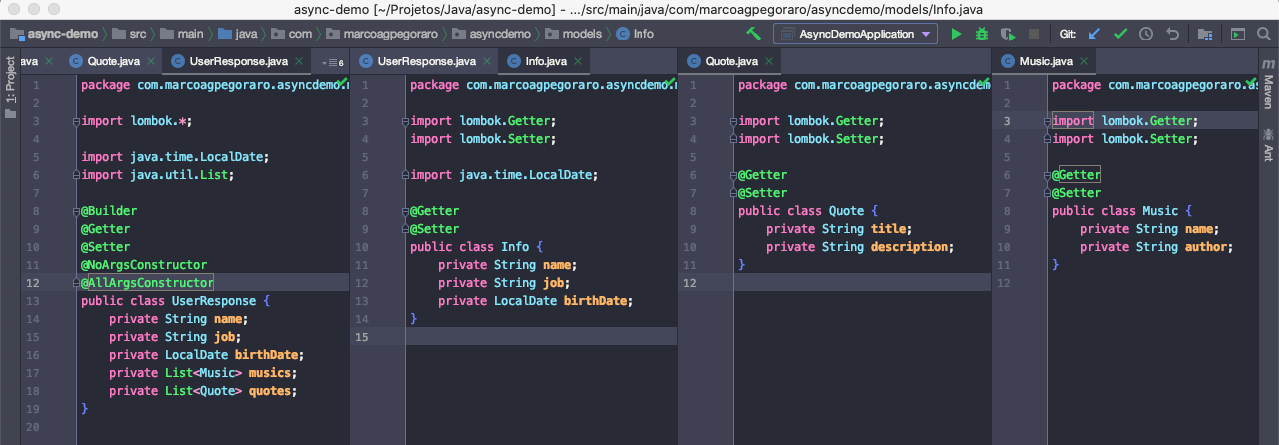 async-demo [~/Projetos/Java/async-demo] - .../src/main/java/com/marcoagpegoraro/asyncdemo/models/Info.java
async-demo src main java com marcoagpegoraro asyncdemo models Info AsyncDemoApplication Git:
ava Quote.java UserResponse.java 6
1
package com.marcoagpegoraro.asyncdemo.
2
3 import lombok.*;
4
5 import java.time.LocalDate;
6 import java.util.List;
7
8 @Builder
9 @Getter
10 @Setter
11 @NoArgsConstructor
12 @AllArgsConstructor
13 public class UserResponse {
14 private String name;
15 private String job;
16 private LocalDate birthDate;
17 private List<Music> musics;
18 private List<Quote> quotes;
19 }
20
UserResponse.java Info.java
1 package com.marcoagpegoraro.asyncdemo.
2
3 import lombok.Getter;
4 import lombok.Setter;
5
6 import java.time.LocalDate;
7
8 @Getter
9 @Setter
10 public class Info {
11 private String name;
12 private String job;
13 private LocalDate birthDate;
14 }
15
Quote.java
1 package com.marcoagpegoraro.asyncdem
2
3 import lombok.Getter;
4 import lombok.Setter;
5
6 @Getter
7 @Setter
8 public class Quote {
9 private String title;
10 private String description;
11 }
12
Music.java
1 package com.marcoagpegoraro.as
2
3 import lombok.Getter;
4 import lombok.Setter;
5
6 @Getter
7 @Setter
8 public class Music {
9 private String name;
10 private String author;
11 }
12
1: Project
m Maven
Ant